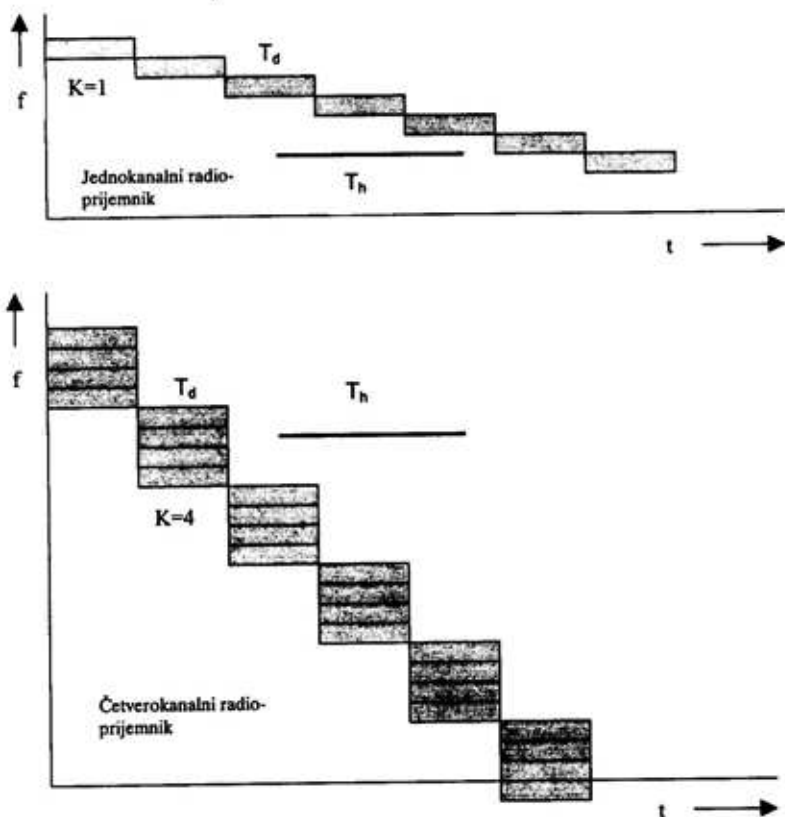 T_d
K=1
f
Jednokanalni radio-
prijemnik
T_h
t
T_d
T_h
f
K=4
Četverokanalni radio-
prijemnik
t